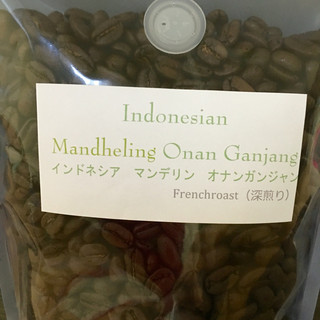 Indonesian
Mandheling Onan Ganjang
インドネシア　マンデリン　オナンガンジャン
Frenchroast（深煎り）